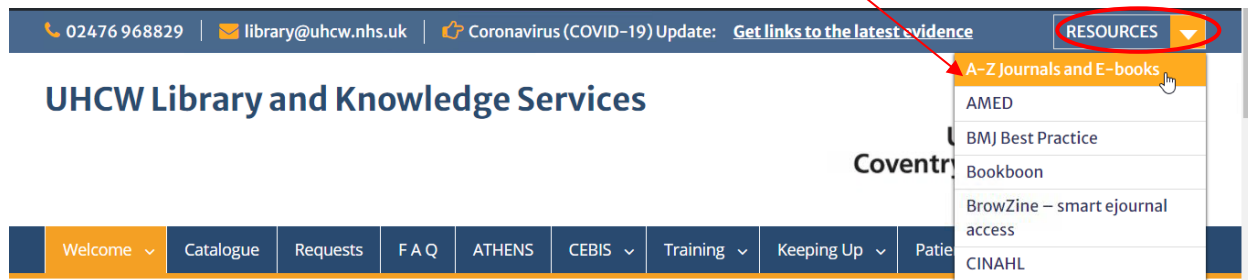 02476 968829 library@uhcw.nhs.uk Coronavirus (COVID-19) Update: Get links to the latest evidence RESOURCES
A-Z Journals and E-books
UHCW Library and Knowledge Services
AMED
BMJ Best Practice
Coventry
Bookboon
BrowZine – smart ejournal
access
Welcome Catalogue Requests F A Q ATHENS CEBIS Training Keeping Up
CINAHL